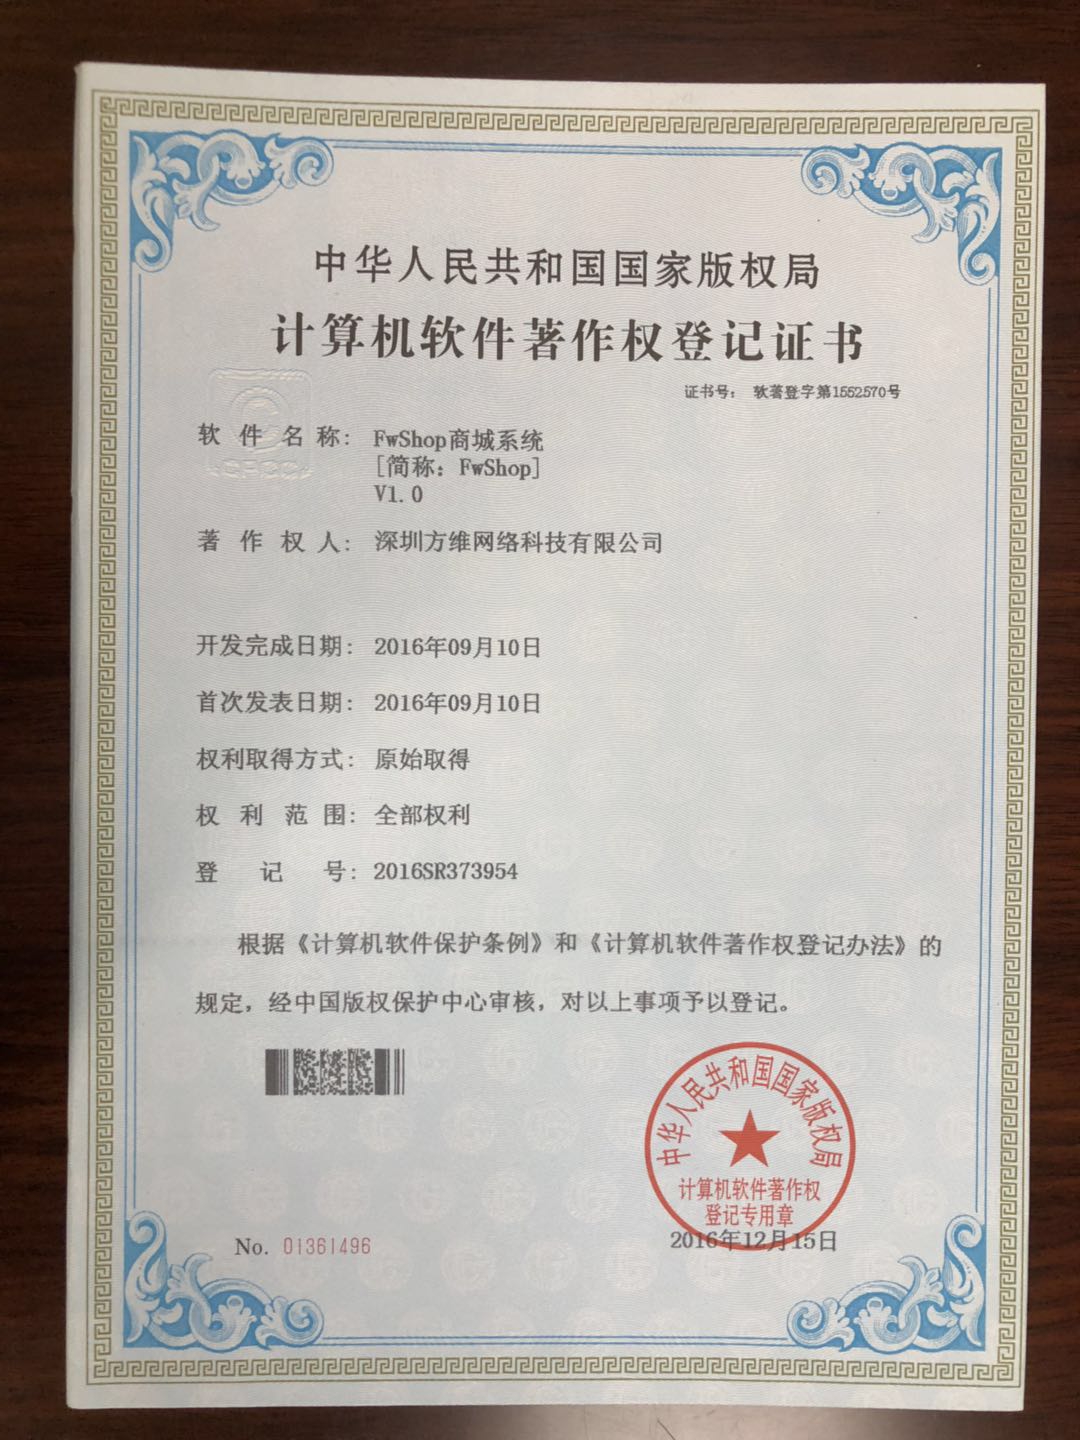 中华人民共和国国家版权局
计算机软件著作权登记证书
证书号： 软著登字第1552570号
软件名称： FwShop商城系统
[简称：FwShop]
V1.0
著作权人： 深圳方维网络科技有限公司
开发完成日期： 2016年09月10日
首次发表日期： 2016年09月10日
权利取得方式： 原始取得
权利范围： 全部权利
登记号： 2016SR373954
根据《计算机软件保护条例》和《计算机软件著作权登记办法》的
规定，经中国版权保护中心审核，对以上事项予以登记。
中华人民共和国国家版权局
计算机软件著作权
登记专用章
No. 01361496
2016年12月15日